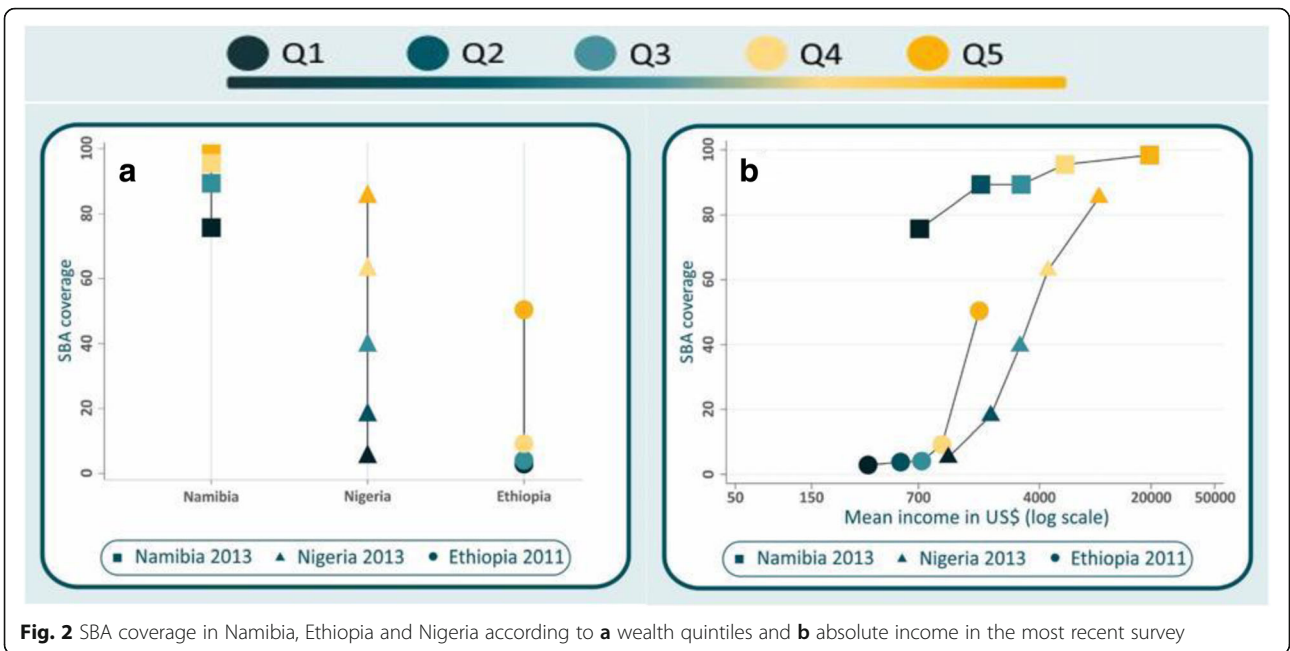 Q1 Q2 Q3 Q4 Q5
a
SBA coverage
100
80
60
40
20
0
Namibia Nigeria Ethiopia
Namibia 2013 Nigeria 2013 Ethiopia 2011
b
SBA coverage
100
80
60
40
20
0
50 150 700 4000 20000 50000
Mean income in US$ (log scale)
Namibia 2013 Nigeria 2013 Ethiopia 2011
Fig. 2 SBA coverage in Namibia, Ethiopia and Nigeria according to a wealth quintiles and b absolute income in the most recent survey